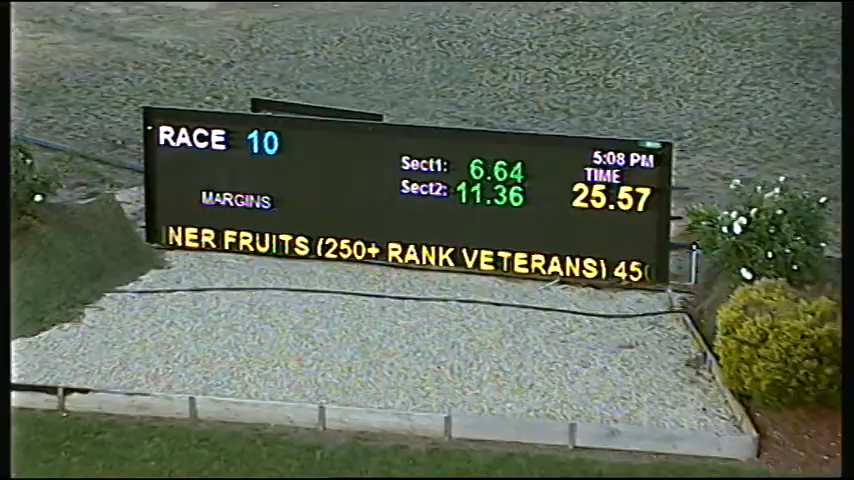 RACE 10
5:08 PM
Sect1: 6.64
TIME
Sect2: 11.36
25.57
MARGINS
NER FRUITS (250+ RANK VETERANS) 450